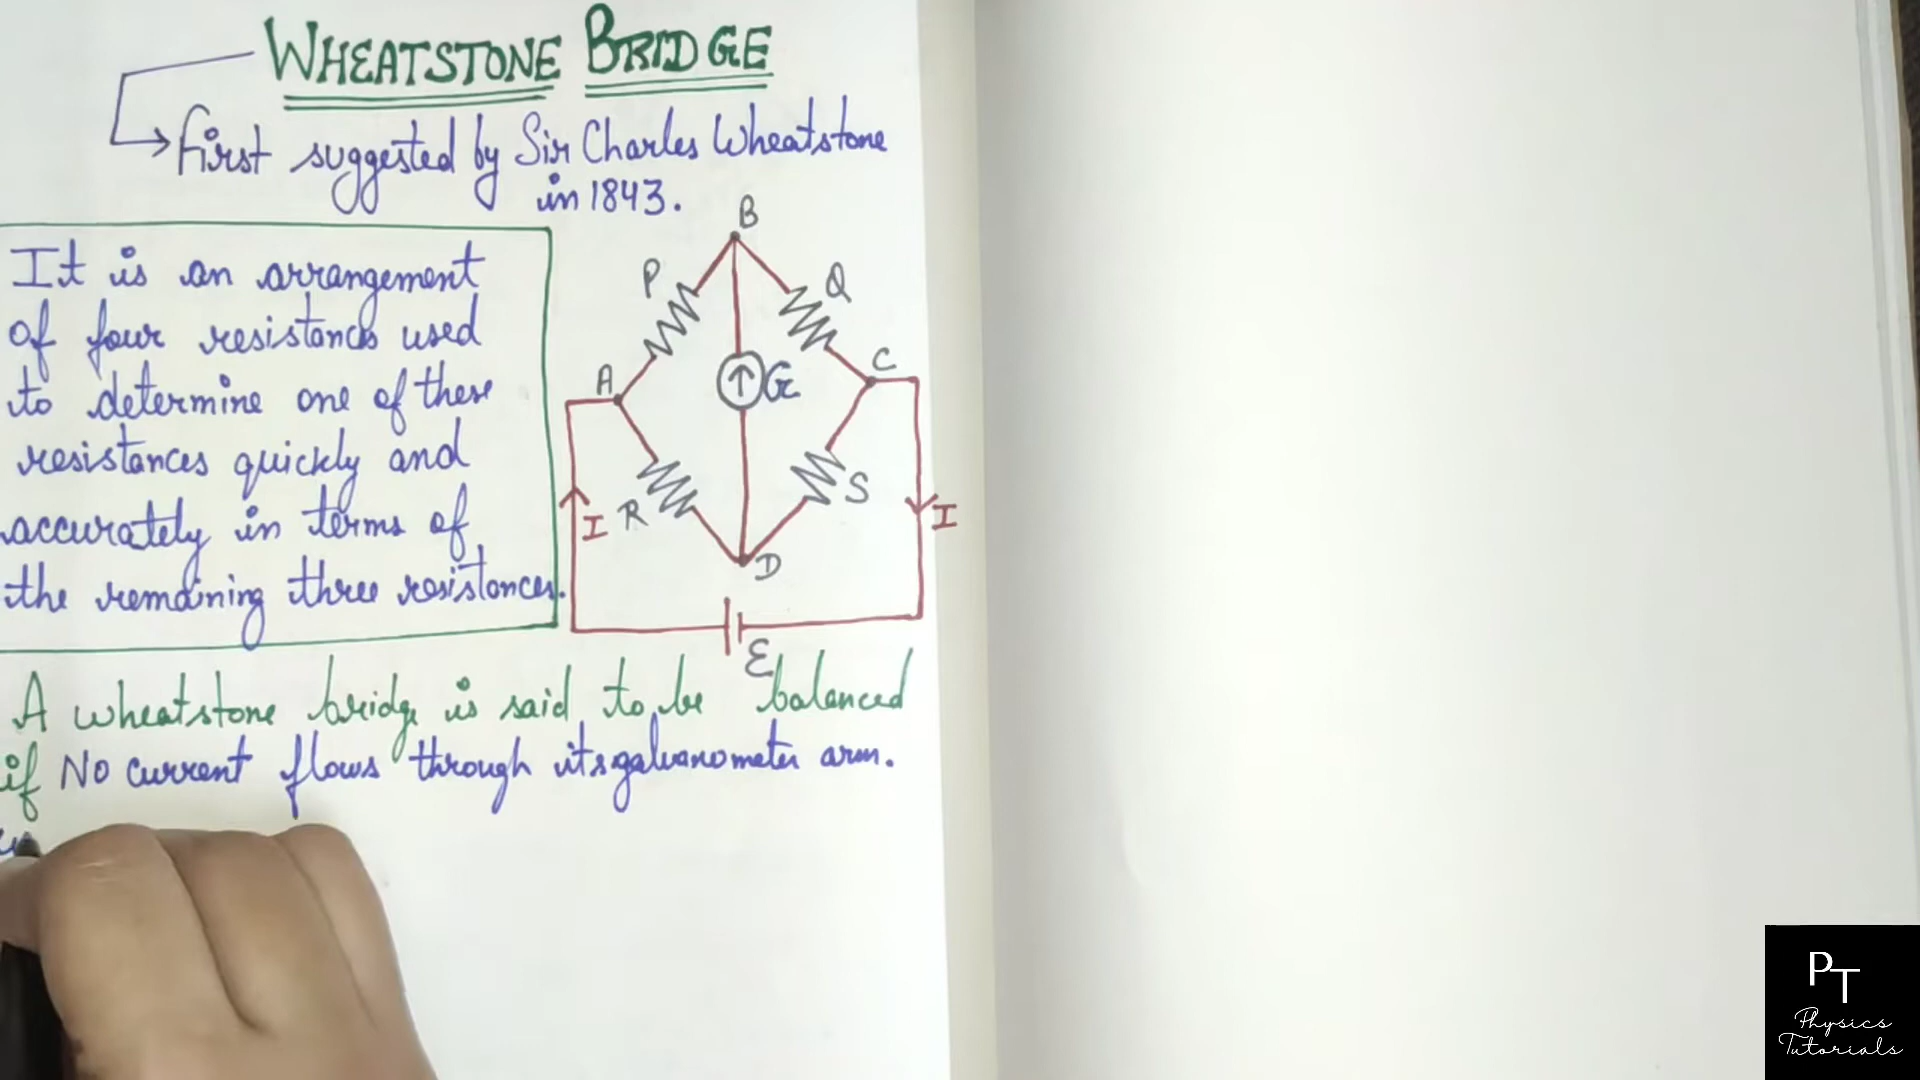 WHEATSTONE BRIDGE
First suggested by Sir Charles Wheatstone
in 1843.
It is an arrangement
of four resistances used
to determine one of these
resistances quickly and
accurately in terms of
the remaining three resistances.
B
P
Q
A
C
G
R
S
I
I
D
E
A wheatstone bridge is said to be balanced
if No current flows through its galvanometer arm.
PT
Physics
Tutorials